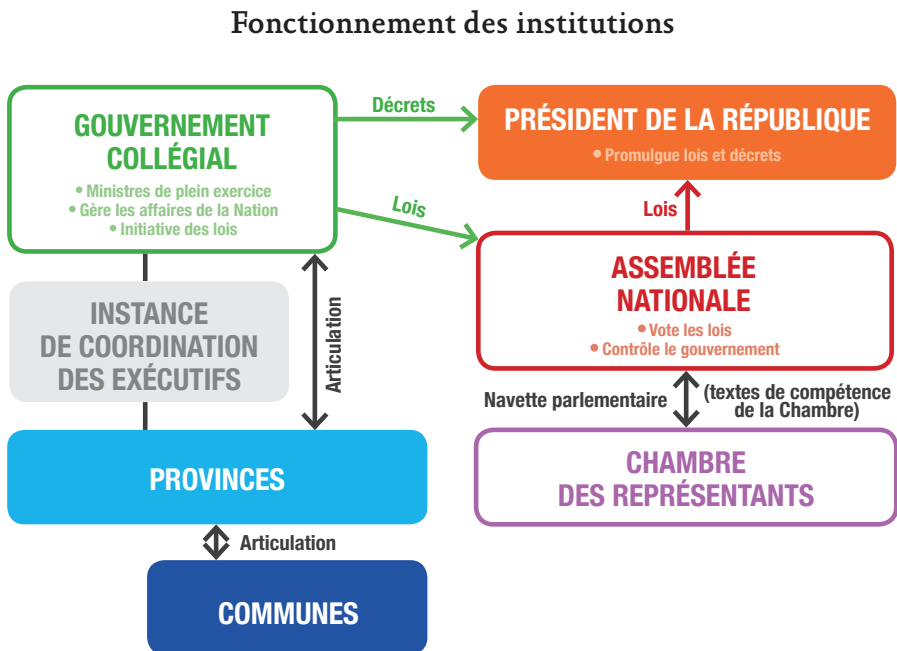 Fonctionnement des institutions
GOUVERNEMENT
COLLÉGIAL
• Ministres de plein exercice
• Gère les affaires de la Nation
• Initiative des lois
Décrets
PRÉSIDENT DE LA RÉPUBLIQUE
• Promulgue lois et décrets
Lois
Lois
ASSEMBLÉE
NATIONALE
• Vote les lois
• Contrôle le gouvernement
INSTANCE
DE COORDINATION
DES EXÉCUTIFS
Articulation
Navette parlementaire
(textes de compétence
de la Chambre)
PROVINCES
CHAMBRE
DES REPRÉSENTANTS
Articulation
COMMUNES